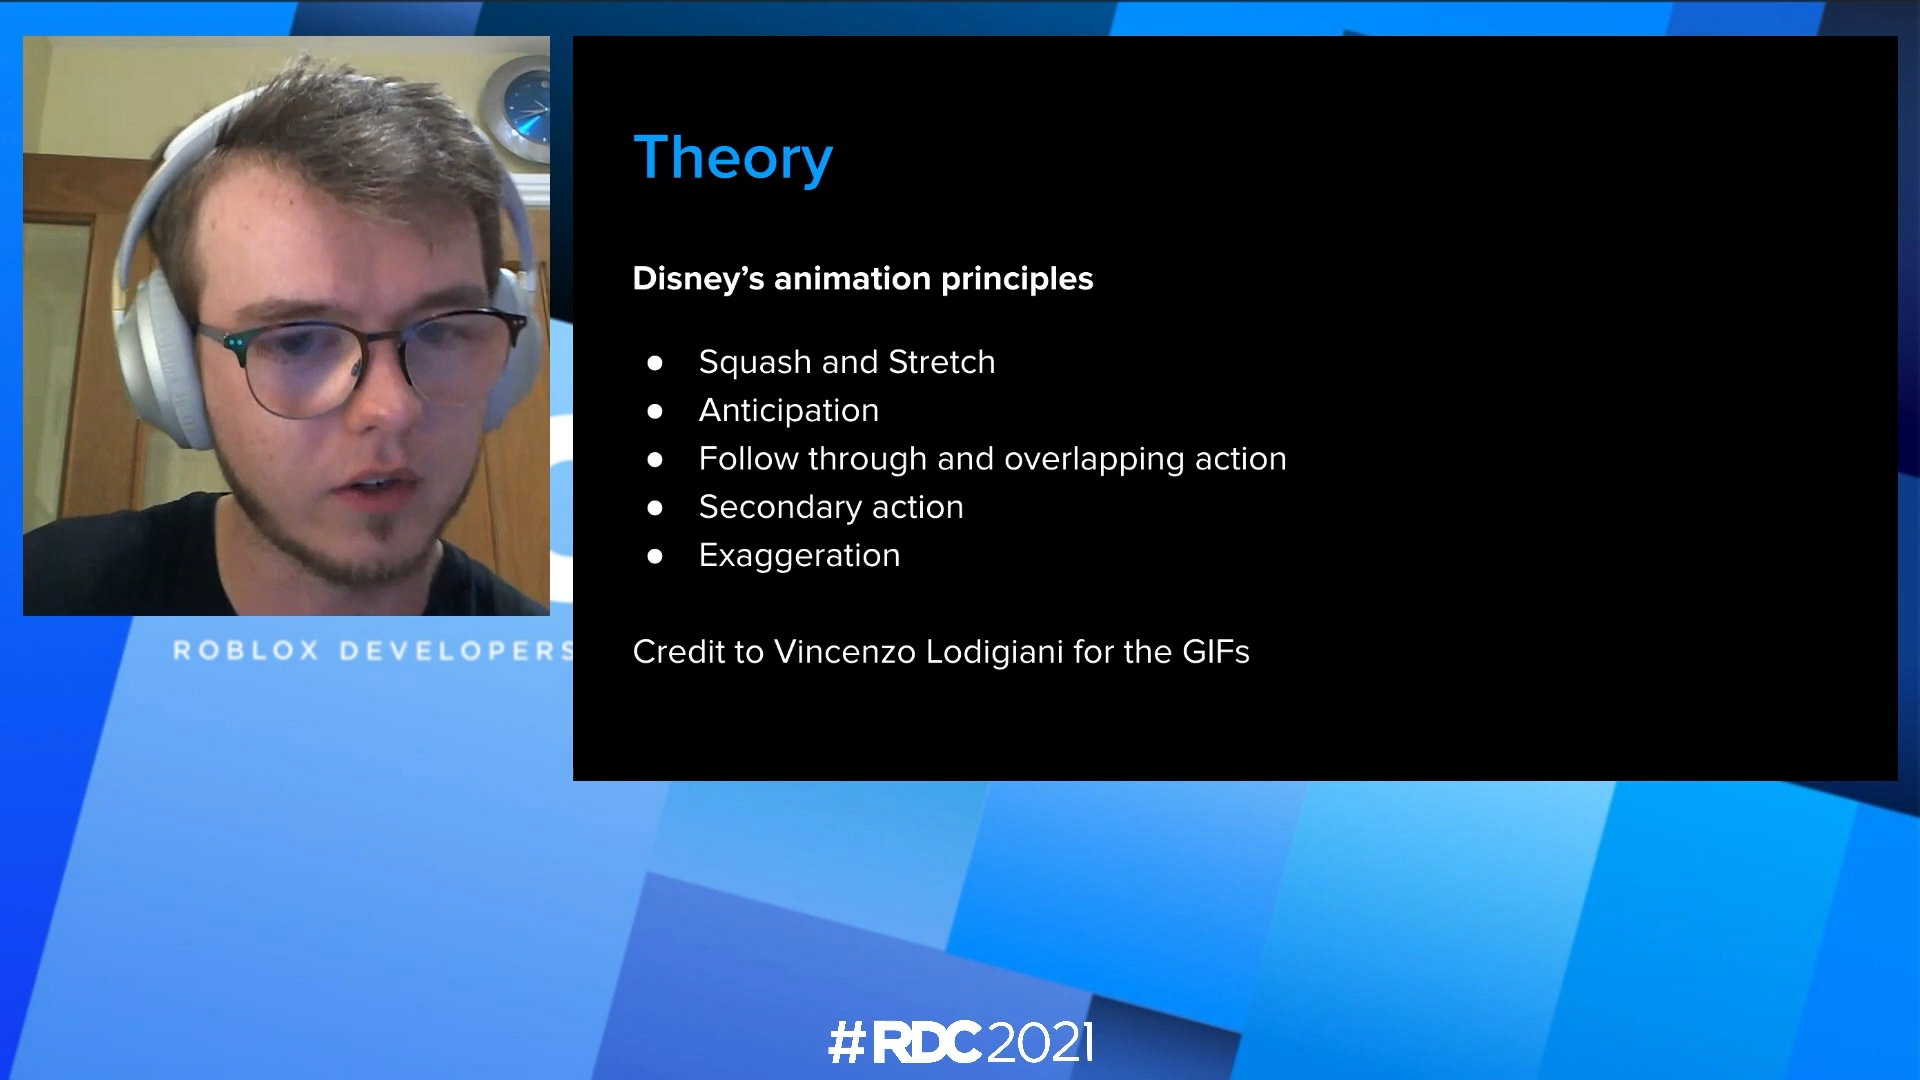 Theory
Disney’s animation principles
● Squash and Stretch
● Anticipation
● Follow through and overlapping action
● Secondary action
● Exaggeration
Credit to Vincenzo Lodigiani for the GIFs
ROBLOX DEVELOPERS
#RDC2021